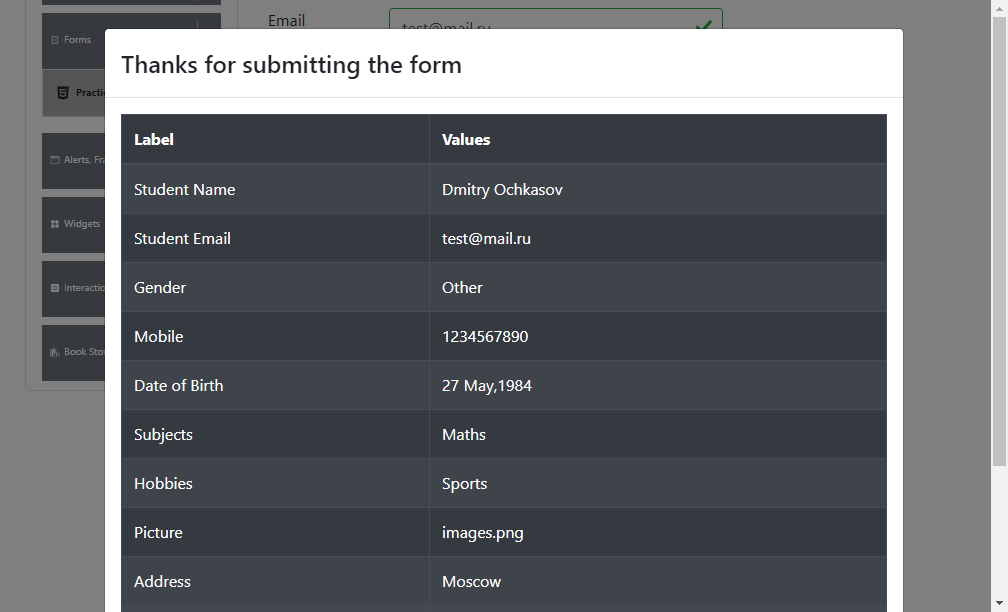 Email
test@mail.ru
Forms
Thanks for submitting the form
Label Values
Student Name Dmitry Ochkasov
Student Email test@mail.ru
Gender Other
Mobile 1234567890
Date of Birth 27 May,1984
Subjects Maths
Hobbies Sports
Picture images.png
Address Moscow
Practic
Alerts, Fra
Widgets
Interactio
Book Sto